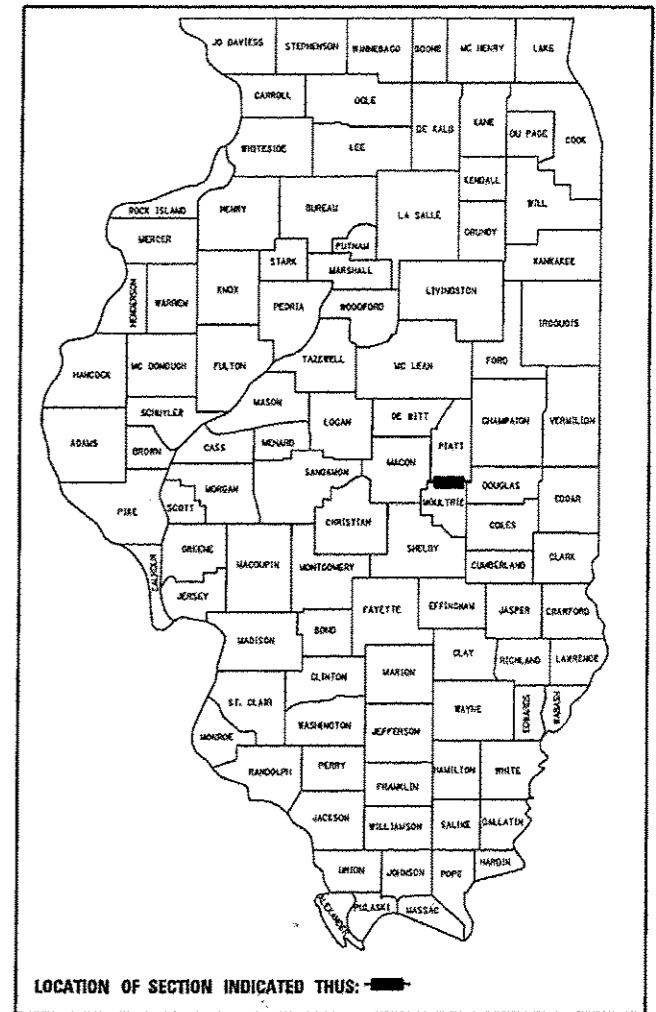 JO DAVIESS STEPHENSON WINNEBAGO BOONE MC HENRY LAKE
CARROLL OGLE DE KALB KANE DU PAGE COOK
WHITESIDE LEE
KENDALL WILL
ROCK ISLAND HENRY BUREAU LA SALLE GRUNDY
MERCER PUTNAM KANKAKEE
STARK MARSHALL
HENDERSON WARREN KNOX PEORIA WOODFORD LIVINGSTON IROQUOIS
HANCOCK MC DONOUGH FULTON TAZEWELL MC LEAN FORD
SCHUYLER MASON LOGAN DE WITT CHAMPAIGN VERMILION
ADAMS BROWN CASS MENARD PIATT
MACON
SANGAMON
PIKE SCOTT MORGAN MOULTRIE DOUGLAS EDGAR
CHRISTIAN COLES
CALHOUN GREENE SHELBY
MACOUPIN MONTGOMERY CUMBERLAND CLARK
JERSEY
FAYETTE EFFINGHAM JASPER CRAWFORD
MADISON BOND
CLAY RICHLAND LAWRENCE
CLINTON MARION
ST. CLAIR WAYNE EDWARDS WABASH
WASHINGTON
MONROE JEFFERSON
RANDOLPH PERRY HAMILTON WHITE
FRANKLIN
JACKSON WILLIAMSON SALINE GALLATIN
UNION JOHNSON POPE HARDIN
ALEXANDER PULASKI MASSAC
LOCATION OF SECTION INDICATED THUS: